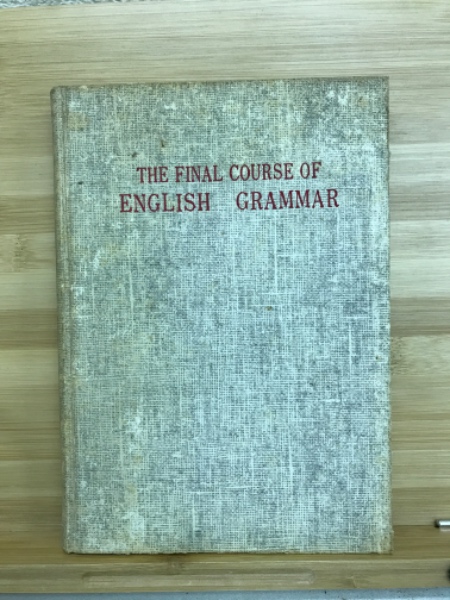 THE FINAL COURSE OF
ENGLISH GRAMMAR